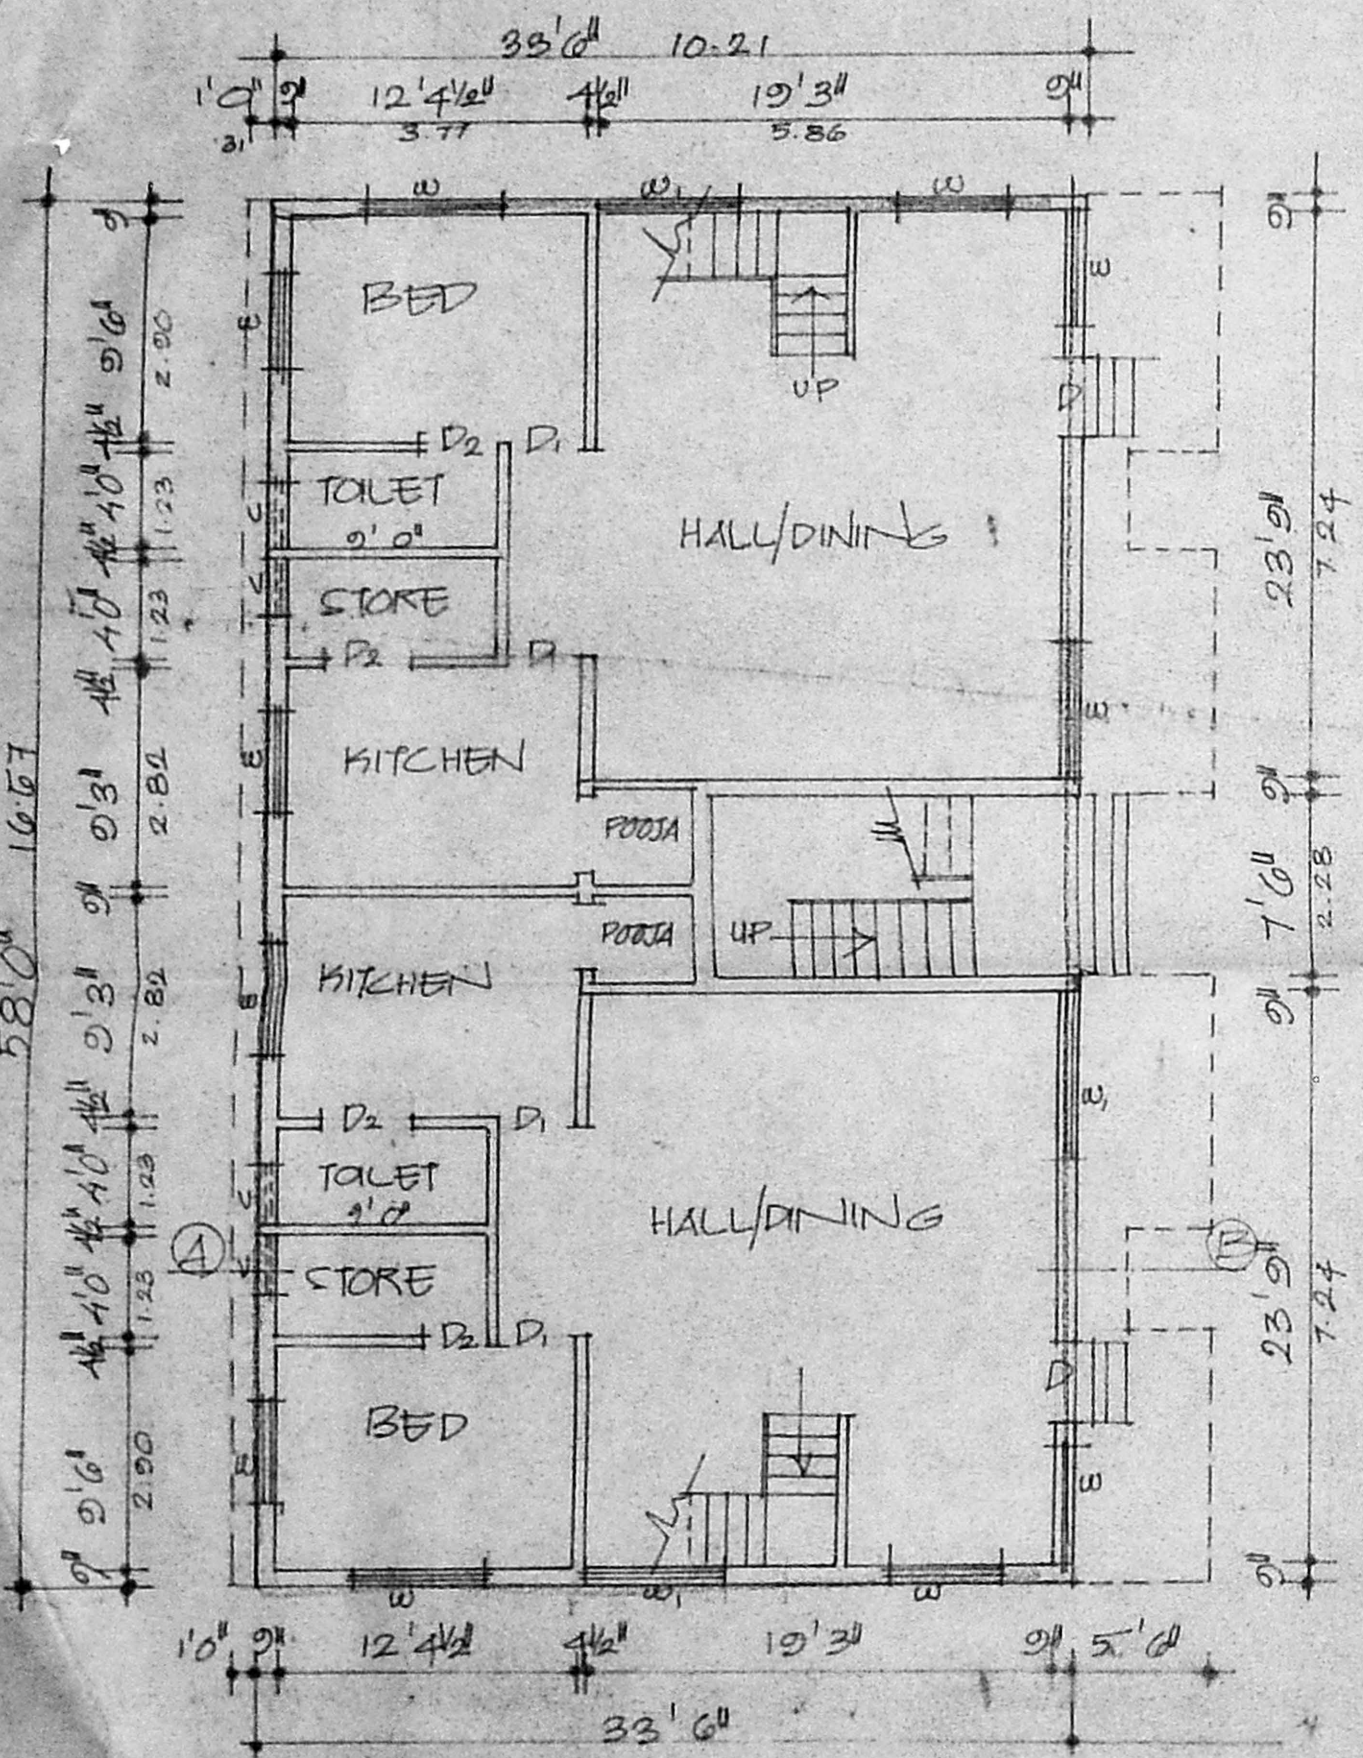 33'6" 10.21
1'0" 9" 12'4½" 4½" 19'3" 9"
3.77 5.86
W W1 W
9"
9'6" 2.90
4½"
4'0" 1.23
4½"
4'0" 1.23
4½"
9'3" 2.82
9"
9'3" 2.82
4½"
4'0" 1.23
4½"
4'0" 1.23
4½"
9'6" 2.90
9"
58'0" 16.67
BED
W
W
UP
D
D2 D1
TOILET
9'0"
C
HALL/DINING
C
STORE
D2 D
W
W
KITCHEN
POOJA
POOJA
UP
KITCHEN
W
W1
D2 D1
TOILET
9'0"
C
HALL/DINING
A
C
STORE
B
D2 D1
D
BED
W
W
9"
23'9" 7.24
9"
7'6" 2.28
9"
23'9" 7.24
9"
W W1 W
1'0" 9" 12'4½" 4½" 19'3" 9" 5'6"
33'6"